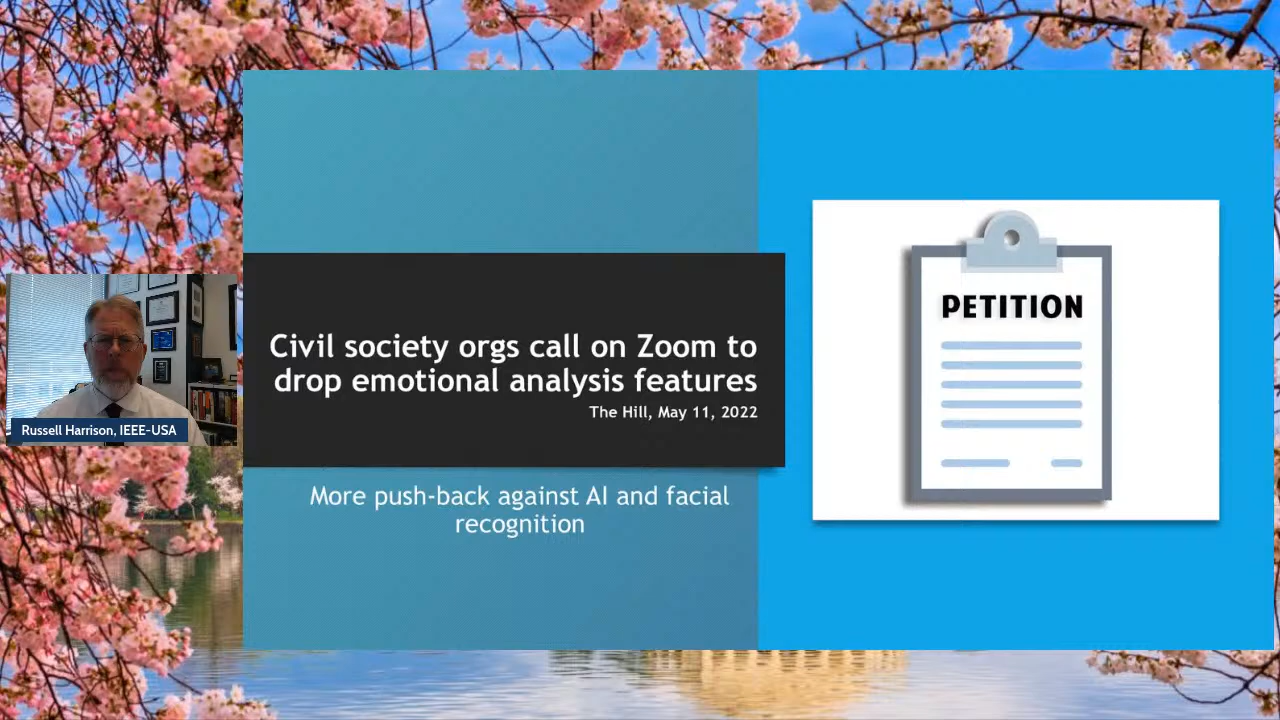 Civil society orgs call on Zoom to
drop emotional analysis features
The Hill, May 11, 2022
More push-back against AI and facial
recognition
PETITION
Russell Harrison, IEEE-USA